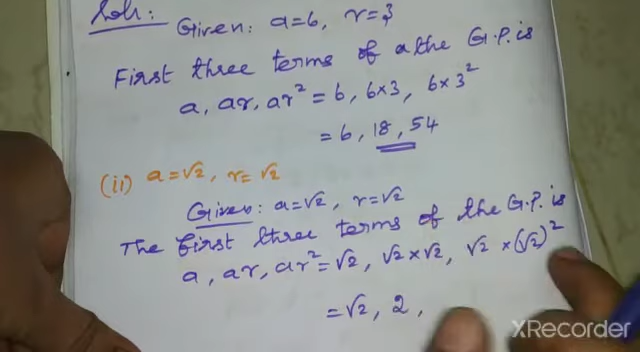 Soln: Given: a=6, r=3
First three terms of a the G.P. is
a, ar, ar² = 6, 6×3, 6×3²
= 6, 18, 54
(ii) a=√2, r=√2
Given: a=√2, r=√2
The first three terms of the G.P. is
a, ar, ar² = √2, √2×√2, √2 ×(√2)²
= √2, 2,
XRecorder